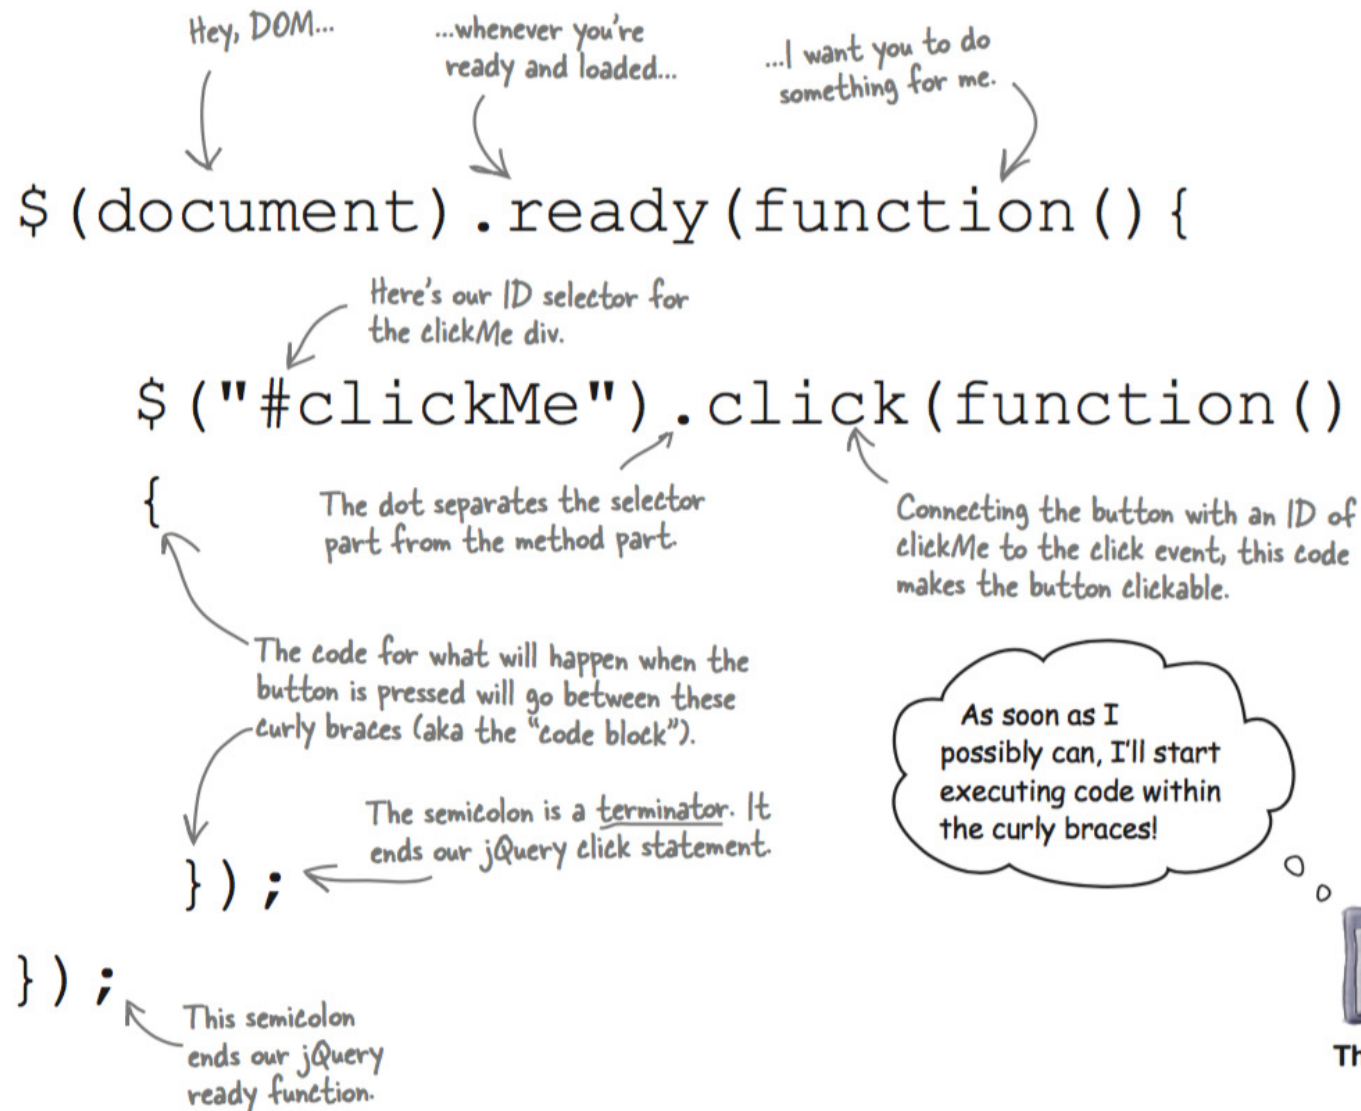 Hey, DOM...
...whenever you're
ready and loaded...
...I want you to do
something for me.
$(document).ready(function(){
Here's our ID selector for
the clickMe div.
$("#clickMe").click(function()
{
The dot separates the selector
part from the method part.
Connecting the button with an ID of
clickMe to the click event, this code
makes the button clickable.
The code for what will happen when the
button is pressed will go between these
curly braces (aka the "code block").
As soon as I
possibly can, I'll start
executing code within
the curly braces!
The semicolon is a terminator. It
ends our jQuery click statement.
});
});
This semicolon
ends our jQuery
ready function.
Th